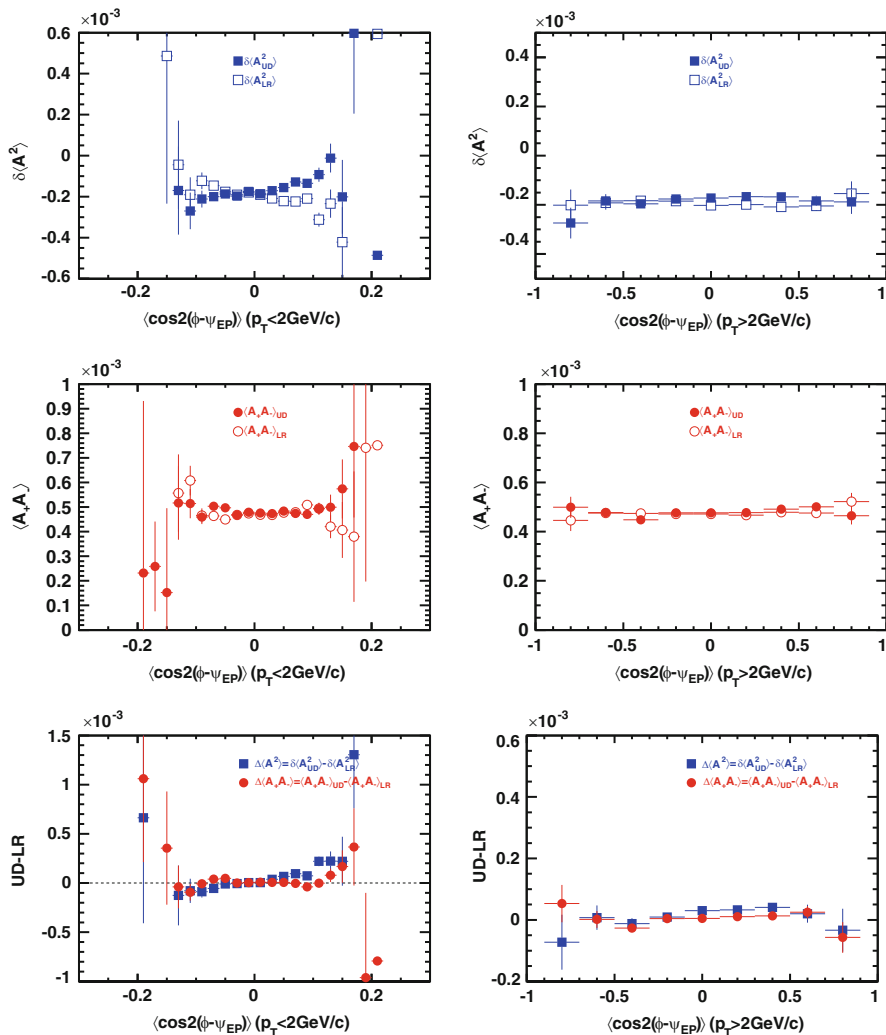 ×10⁻³
0.6
0.4
0.2
0
-0.2
-0.4
-0.6
δ⟨A²⟩
δ⟨A²_UD⟩
δ⟨A²_LR⟩
-0.2 0 0.2
⟨cos2(ϕ-ψ_EP)⟩ (p_T<2GeV/c)
×10⁻³
0.4
0.2
0
-0.2
-0.4
δ⟨A²⟩
δ⟨A²_UD⟩
δ⟨A²_LR⟩
-1 -0.5 0 0.5 1
⟨cos2(ϕ-ψ_EP)⟩ (p_T>2GeV/c)
×10⁻³
1
0.9
0.8
0.7
0.6
0.5
0.4
0.3
0.2
0.1
0
⟨A₊A₋⟩
⟨A₊A₋⟩_UD
⟨A₊A₋⟩_LR
-0.2 0 0.2
⟨cos2(ϕ-ψ_EP)⟩ (p_T<2GeV/c)
×10⁻³
1
0.8
0.6
0.4
0.2
0
⟨A₊A₋⟩
⟨A₊A₋⟩_UD
⟨A₊A₋⟩_LR
-1 -0.5 0 0.5 1
⟨cos2(ϕ-ψ_EP)⟩ (p_T>2GeV/c)
×10⁻³
1.5
1
0.5
0
-0.5
-1
UD-LR
Δ⟨A²⟩=δ⟨A²_UD⟩-δ⟨A²_LR⟩
Δ⟨A₊A₋⟩=⟨A₊A₋⟩_UD-⟨A₊A₋⟩_LR
-0.2 0 0.2
⟨cos2(ϕ-ψ_EP)⟩ (p_T<2GeV/c)
×10⁻³
0.6
0.4
0.2
0
-0.2
UD-LR
Δ⟨A²⟩=δ⟨A²_UD⟩-δ⟨A²_LR⟩
Δ⟨A₊A₋⟩=⟨A₊A₋⟩_UD-⟨A₊A₋⟩_LR
-1 -0.5 0 0.5 1
⟨cos2(ϕ-ψ_EP)⟩ (p_T>2GeV/c)